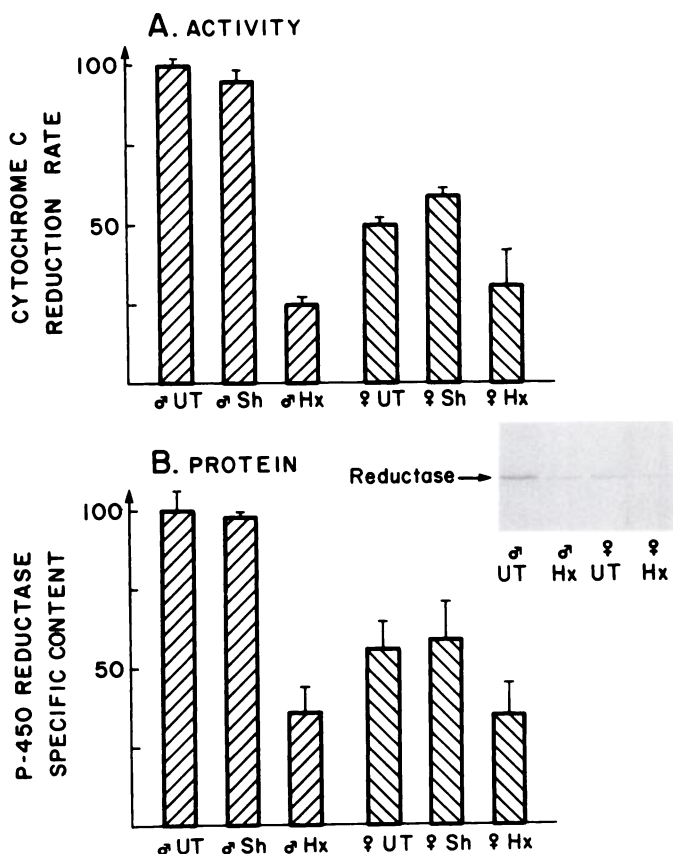 A. ACTIVITY
CYTOCHROME C
REDUCTION RATE
100
50
♂ UT ♂ Sh ♂ Hx ♀ UT ♀ Sh ♀ Hx
B. PROTEIN
Reductase
♂ ♂ ♀ ♀
UT Hx UT Hx
P-450 REDUCTASE
SPECIFIC CONTENT
100
50
♂ UT ♂ Sh ♂ Hx ♀ UT ♀ Sh ♀ Hx